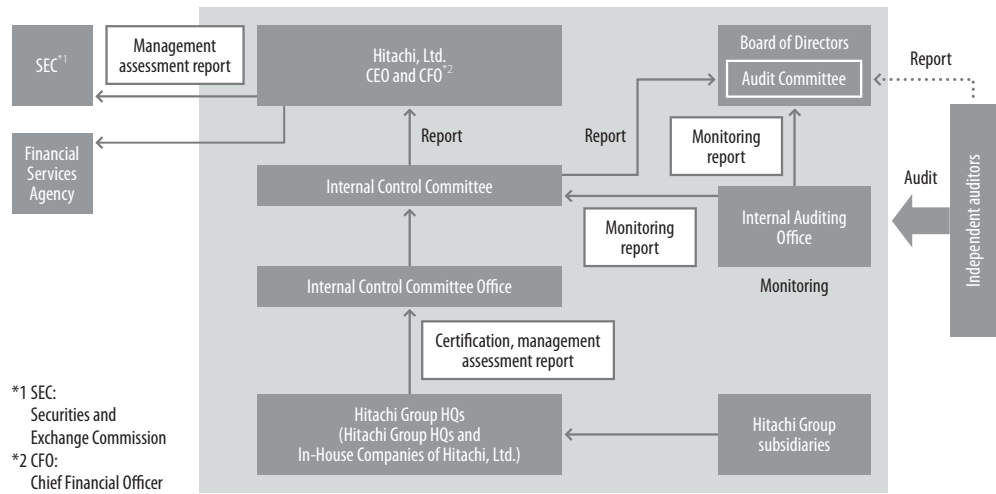 SEC*1
Management
assessment report
Hitachi, Ltd.
CEO and CFO*2
Board of Directors
Audit Committee
Report
Financial
Services
Agency
Report
Report
Monitoring
report
Internal Control Committee
Audit
Monitoring
report
Internal Auditing
Office
Independent auditors
Internal Control Committee Office
Monitoring
Certification, management
assessment report
*1 SEC:
Securities and
Exchange Commission
*2 CFO:
Chief Financial Officer
Hitachi Group HQs
(Hitachi Group HQs and
In-House Companies of Hitachi, Ltd.)
Hitachi Group
subsidiaries